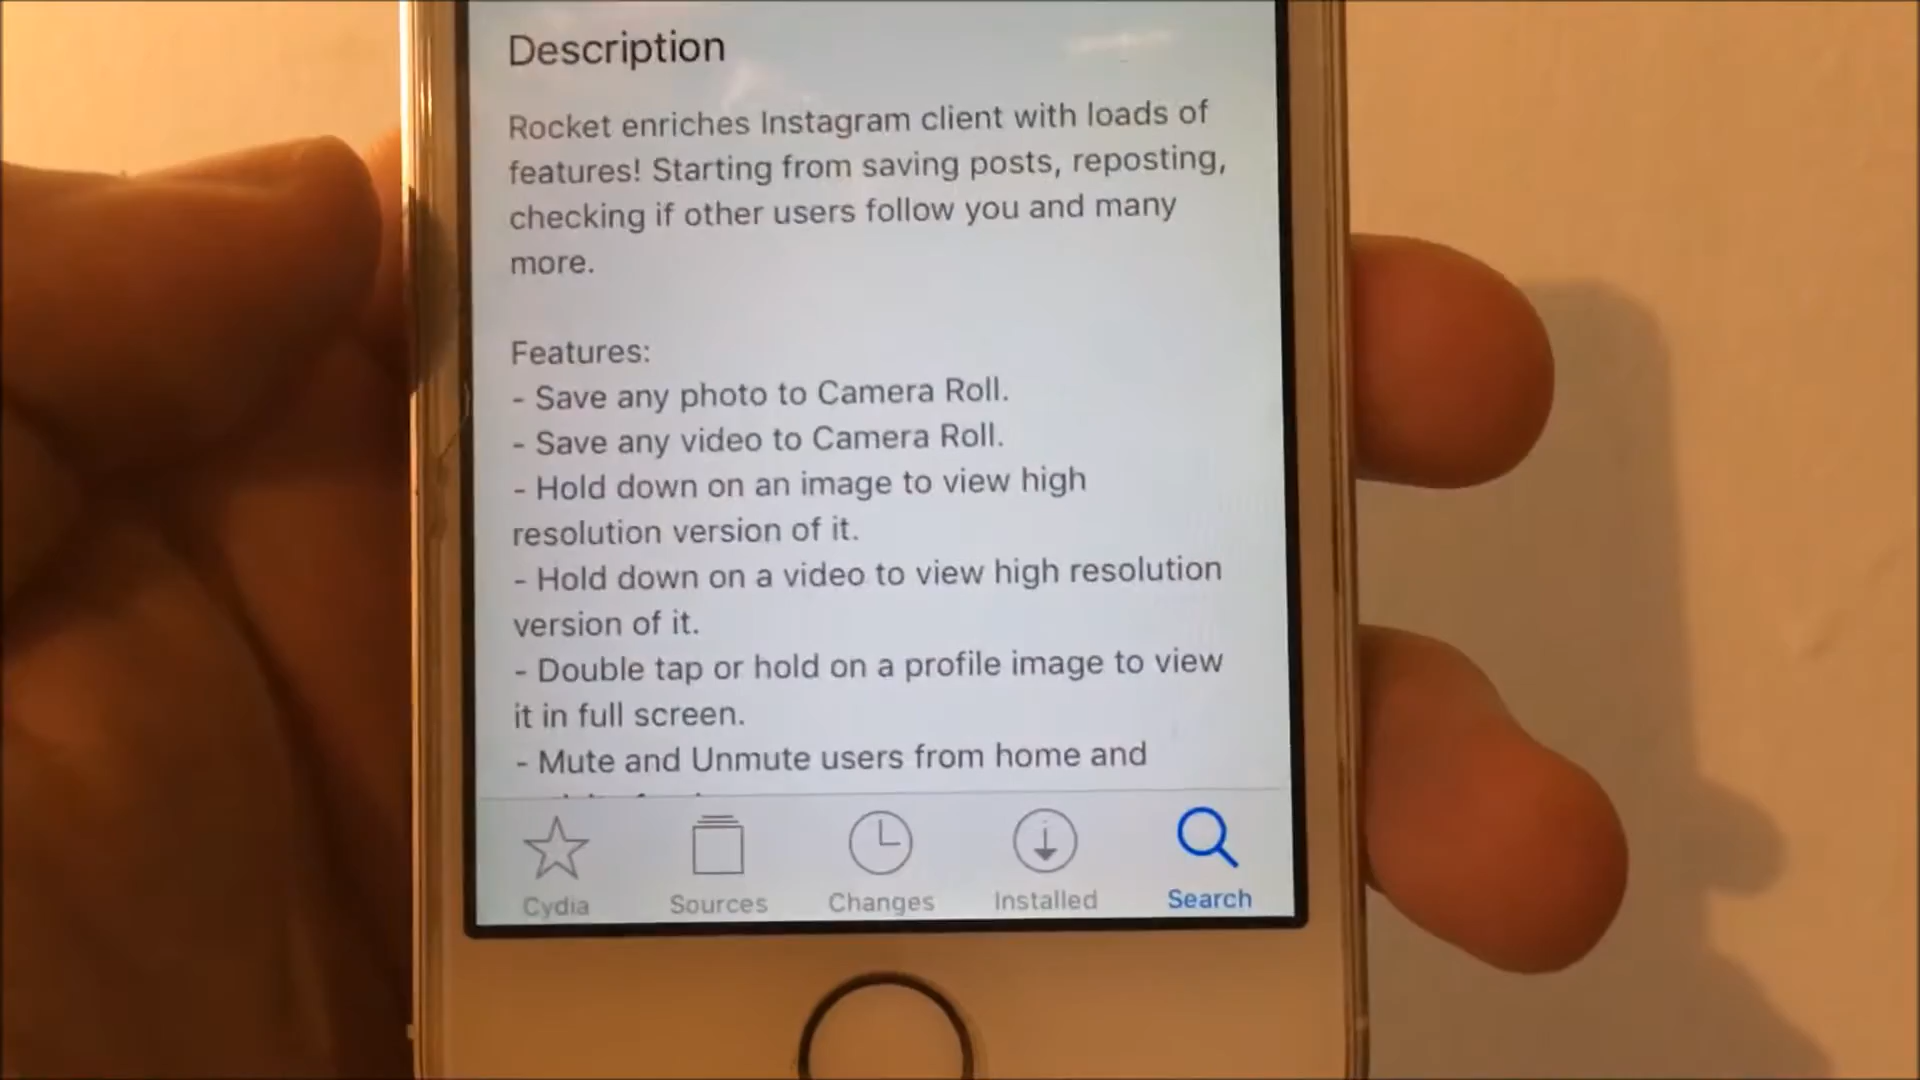 Description
Rocket enriches Instagram client with loads of
features! Starting from saving posts, reposting,
checking if other users follow you and many
more.
Features:
- Save any photo to Camera Roll.
- Save any video to Camera Roll.
- Hold down on an image to view high
resolution version of it.
- Hold down on a video to view high resolution
version of it.
- Double tap or hold on a profile image to view
it in full screen.
- Mute and Unmute users from home and
Cydia
Sources
Changes
Installed
Search